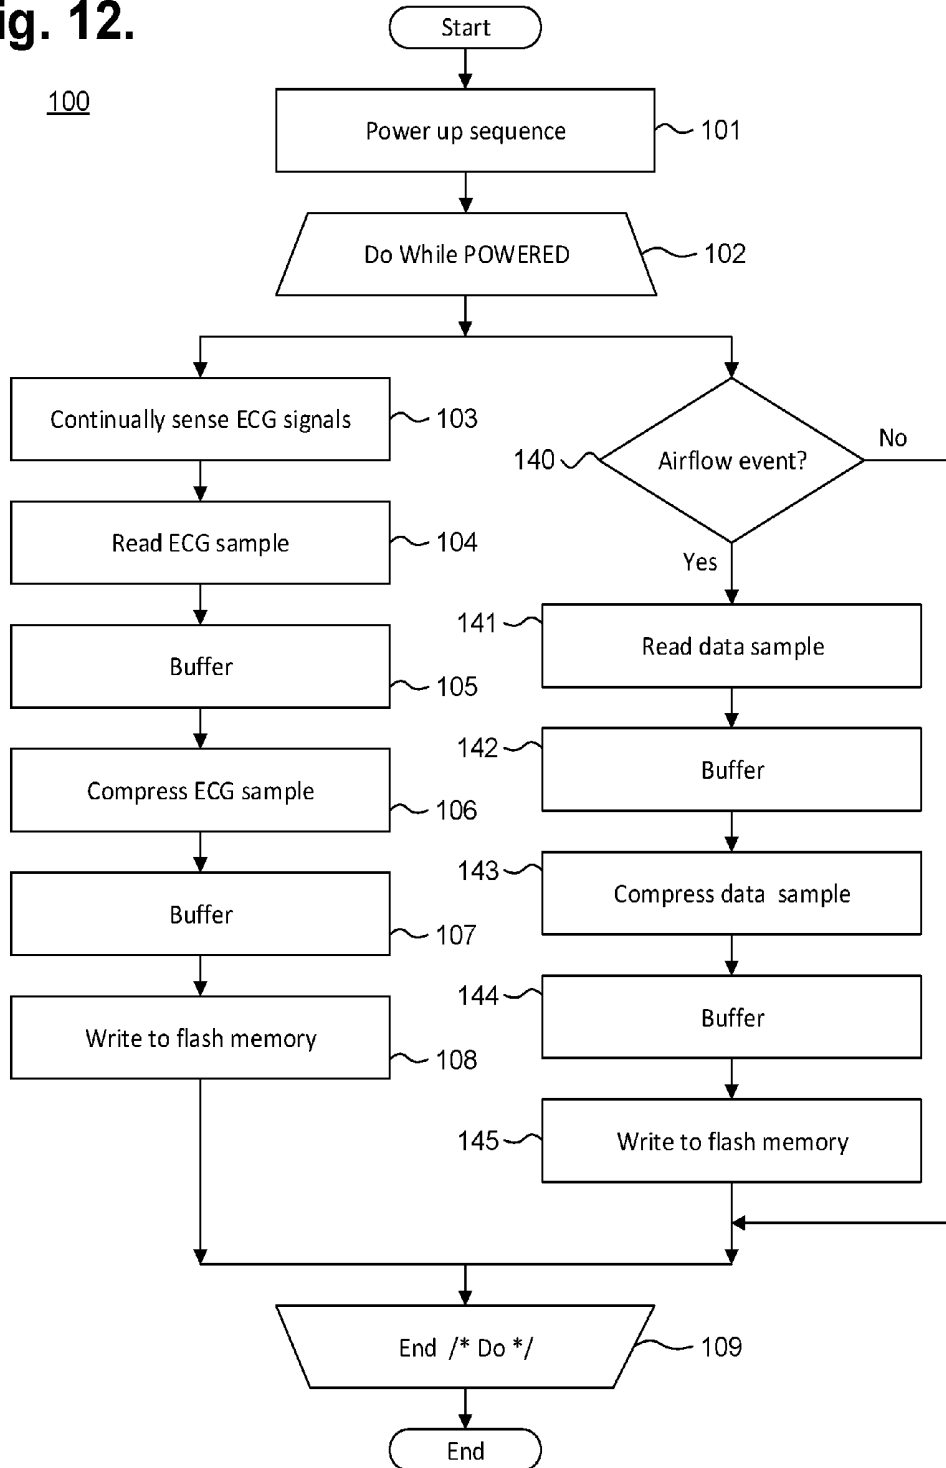 ig. 12.
Start
100
Power up sequence
101
Do While POWERED
102
Continually sense ECG signals
103
Read ECG sample
104
Buffer
105
Compress ECG sample
106
Buffer
107
Write to flash memory
108
140
Airflow event?
No
Yes
141
Read data sample
142
Buffer
143
Compress data sample
144
Buffer
145
Write to flash memory
End /* Do */
109
End